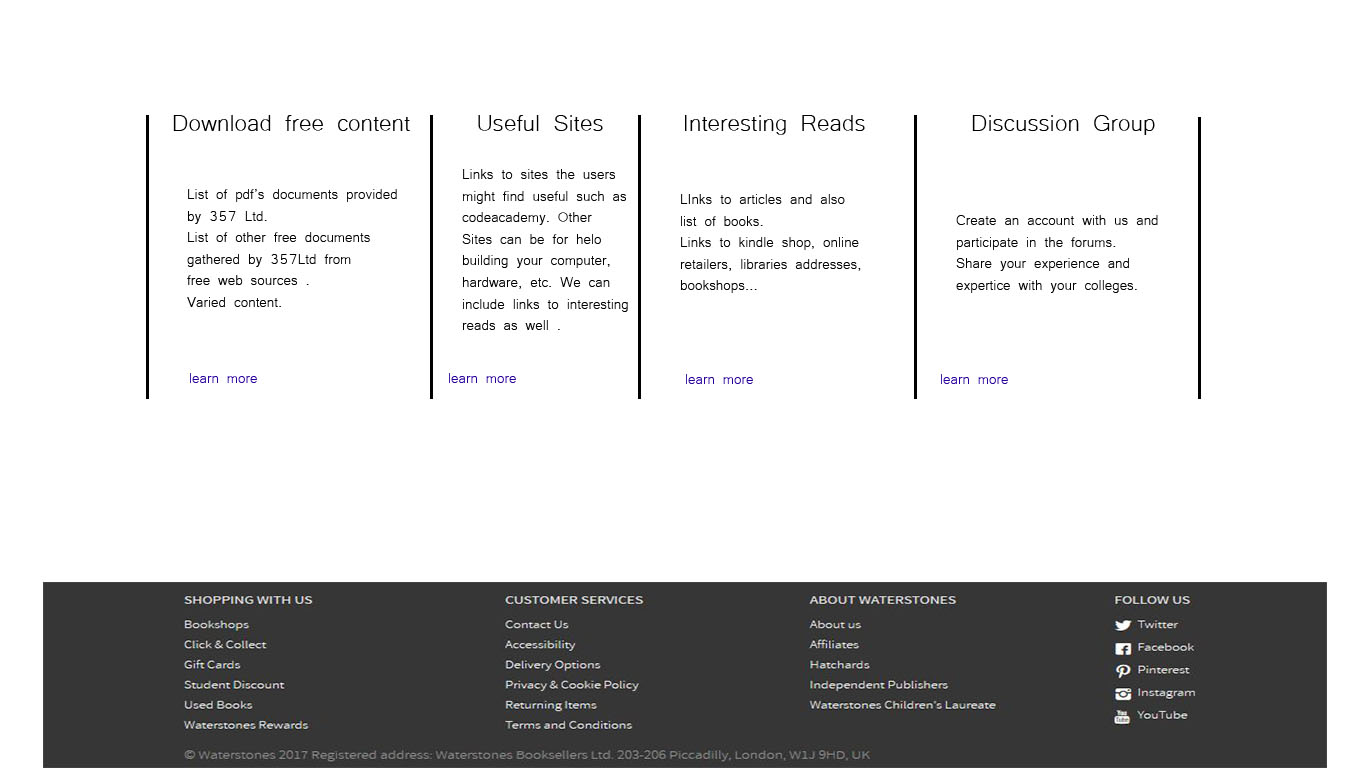 Download free content
List of pdf's documents provided
by 357 Ltd.
List of other free documents
gathered by 357Ltd from
free web sources .
Varied content.
learn more
Useful Sites
Links to sites the users
might find useful such as
codeacademy. Other
Sites can be for helo
building your computer,
hardware, etc. We can
include links to interesting
reads as well .
learn more
Interesting Reads
LInks to articles and also
list of books.
Links to kindle shop, online
retailers, libraries addresses,
bookshops...
learn more
Discussion Group
Create an account with us and
participate in the forums.
Share your experience and
expertice with your colleges.
learn more
SHOPPING WITH US
Bookshops
Click & Collect
Gift Cards
Student Discount
Used Books
Waterstones Rewards
CUSTOMER SERVICES
Contact Us
Accessibility
Delivery Options
Privacy & Cookie Policy
Returning Items
Terms and Conditions
ABOUT WATERSTONES
About us
Affiliates
Hatchards
Independent Publishers
Waterstones Children's Laureate
FOLLOW US
Twitter
Facebook
Pinterest
Instagram
You
Tube
YouTube
© Waterstones 2017 Registered address: Waterstones Booksellers Ltd. 203-206 Piccadilly, London, W1J 9HD, UK